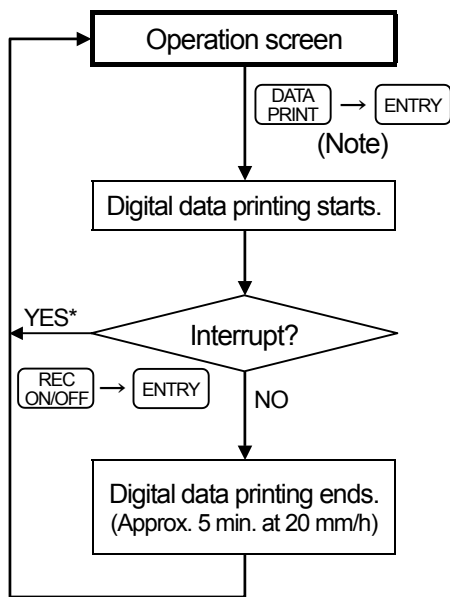 Operation screen
DATA PRINT → ENTRY
(Note)
Digital data printing starts.
YES*
Interrupt?
REC ON/OFF → ENTRY
NO
Digital data printing ends.
(Approx. 5 min. at 20 mm/h)